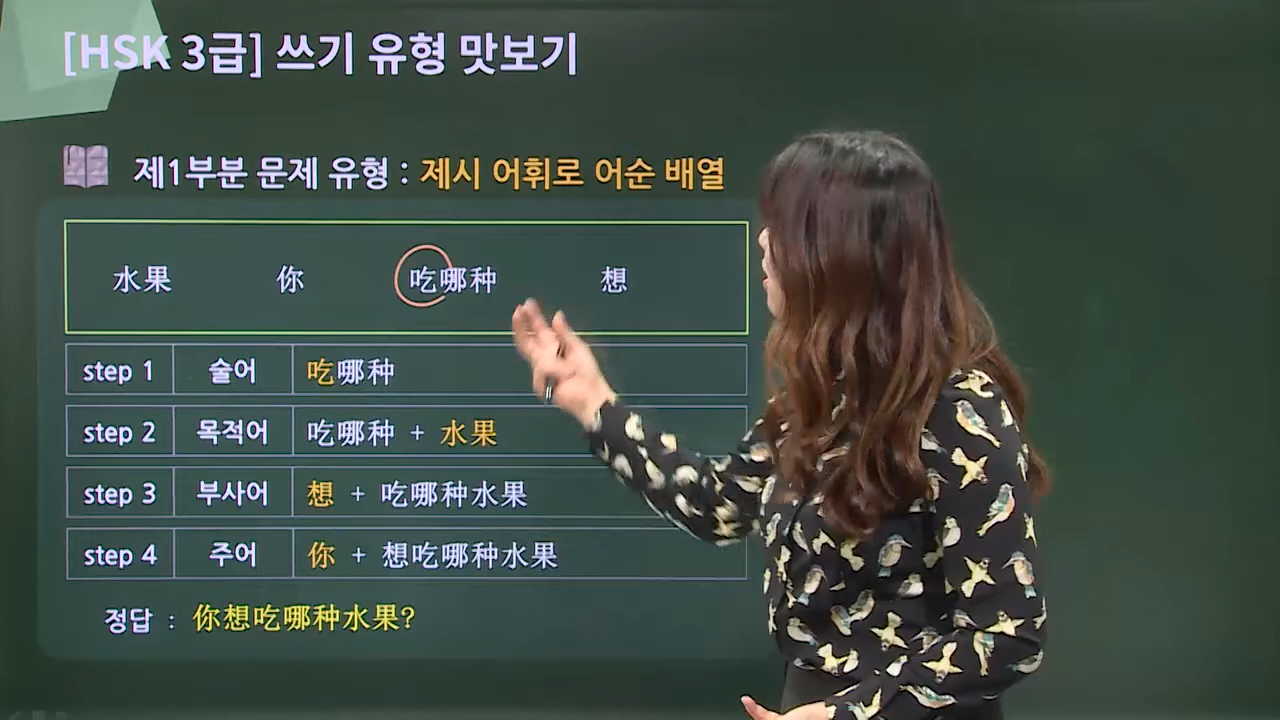 [HSK 3급] 쓰기 유형 맛보기
제1부분 문제 유형 : 제시 어휘로 어순 배열
水果 你 吃哪种 想
step 1 술어 吃哪种
step 2 목적어 吃哪种 + 水果
step 3 부사어 想 + 吃哪种水果
step 4 주어 你 + 想吃哪种水果
정답 : 你想吃哪种水果?